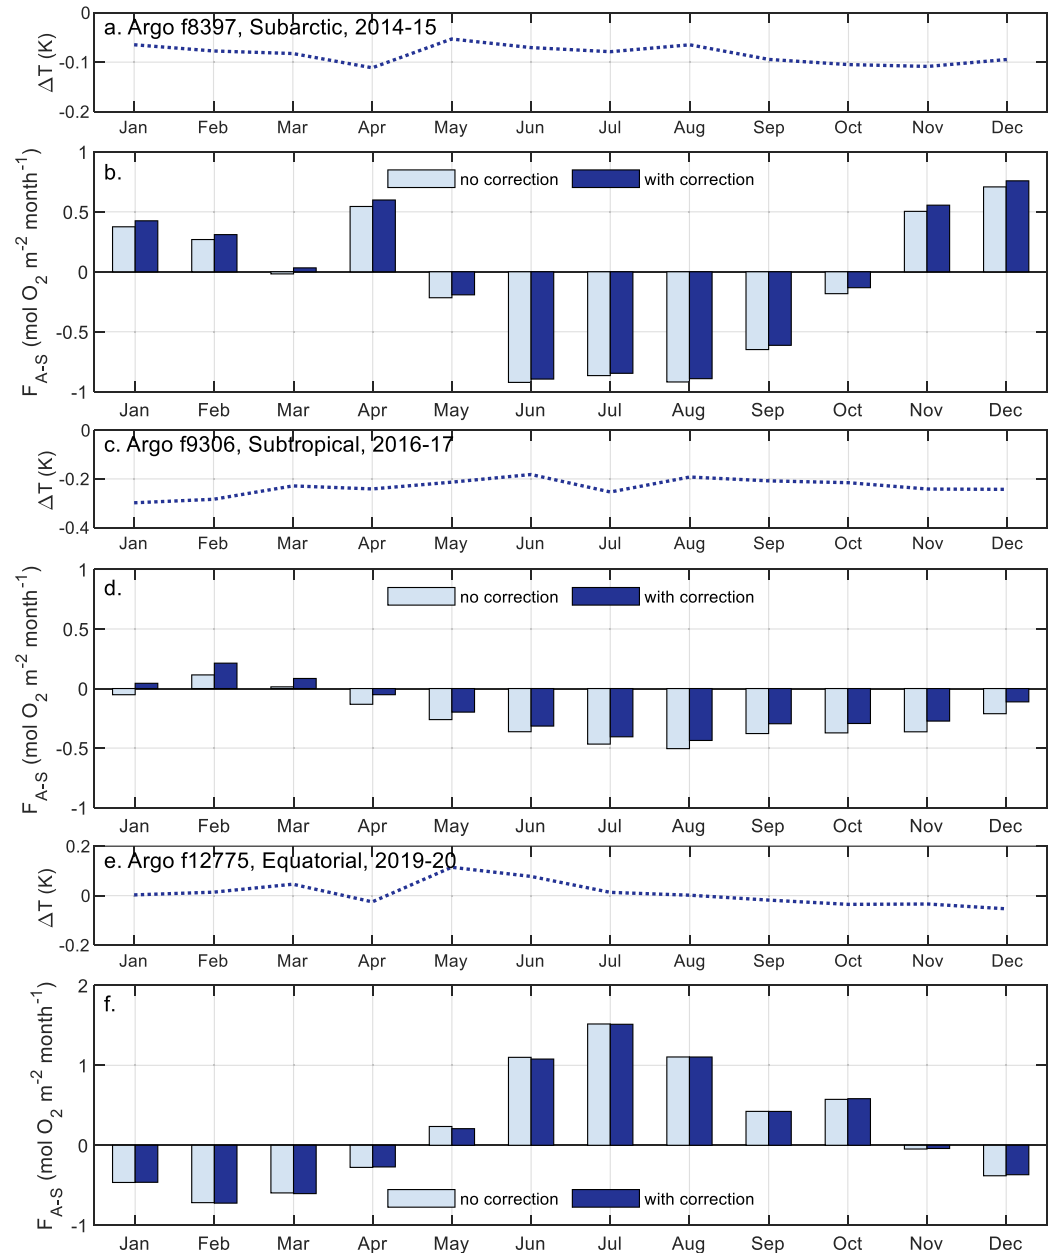 a. Argo f8397, Subarctic, 2014-15
ΔT (K)
0
-0.1
-0.2
Jan Feb Mar Apr May Jun Jul Aug Sep Oct Nov Dec
b.
no correction with correction
F A-S (mol O2 m-2 month-1)
1
0.5
0
-0.5
-1
Jan Feb Mar Apr May Jun Jul Aug Sep Oct Nov Dec
c. Argo f9306, Subtropical, 2016-17
ΔT (K)
0
-0.2
-0.4
Jan Feb Mar Apr May Jun Jul Aug Sep Oct Nov Dec
d.
no correction with correction
F A-S (mol O2 m-2 month-1)
1
0.5
0
-0.5
-1
Jan Feb Mar Apr May Jun Jul Aug Sep Oct Nov Dec
e. Argo f12775, Equatorial, 2019-20
ΔT (K)
0.2
0
-0.2
Jan Feb Mar Apr May Jun Jul Aug Sep Oct Nov Dec
f.
F A-S (mol O2 m-2 month-1)
2
1
0
-1
no correction with correction
Jan Feb Mar Apr May Jun Jul Aug Sep Oct Nov Dec